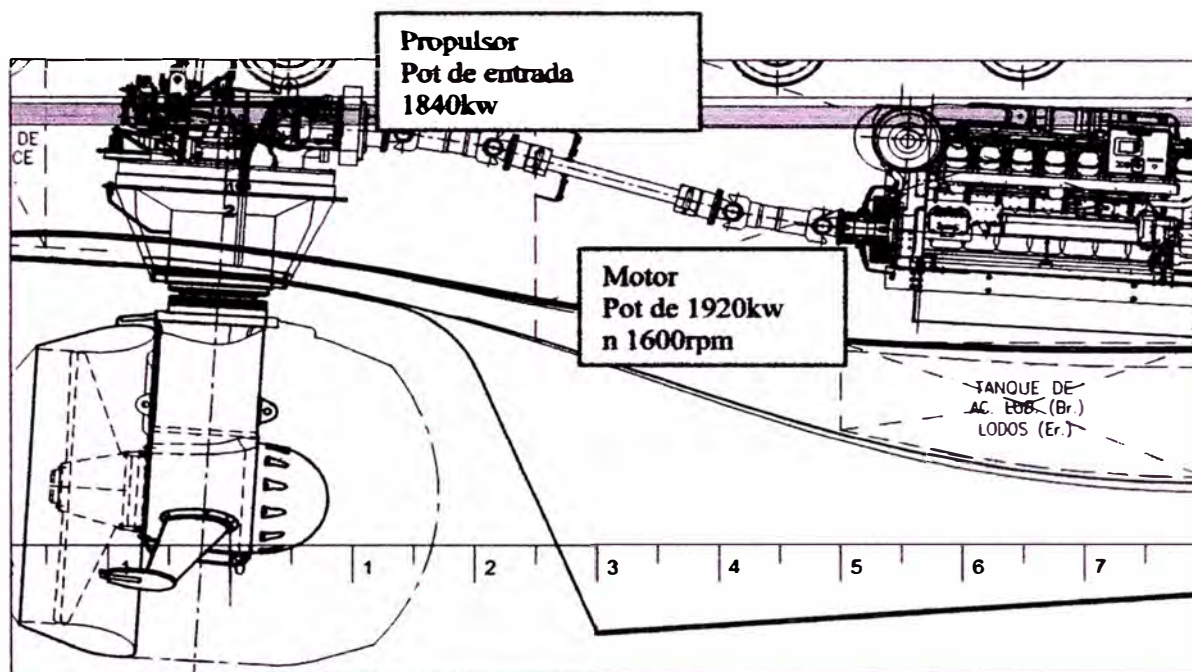 Propulsor
Pot de entrada
1840kw
DE
CE
Motor
Pot de 1920kw
n 1600rpm
TANQUE DE
AC. LUB. (Br.)
LODOS (Er.)
0 1 2 3 4 5 6 7